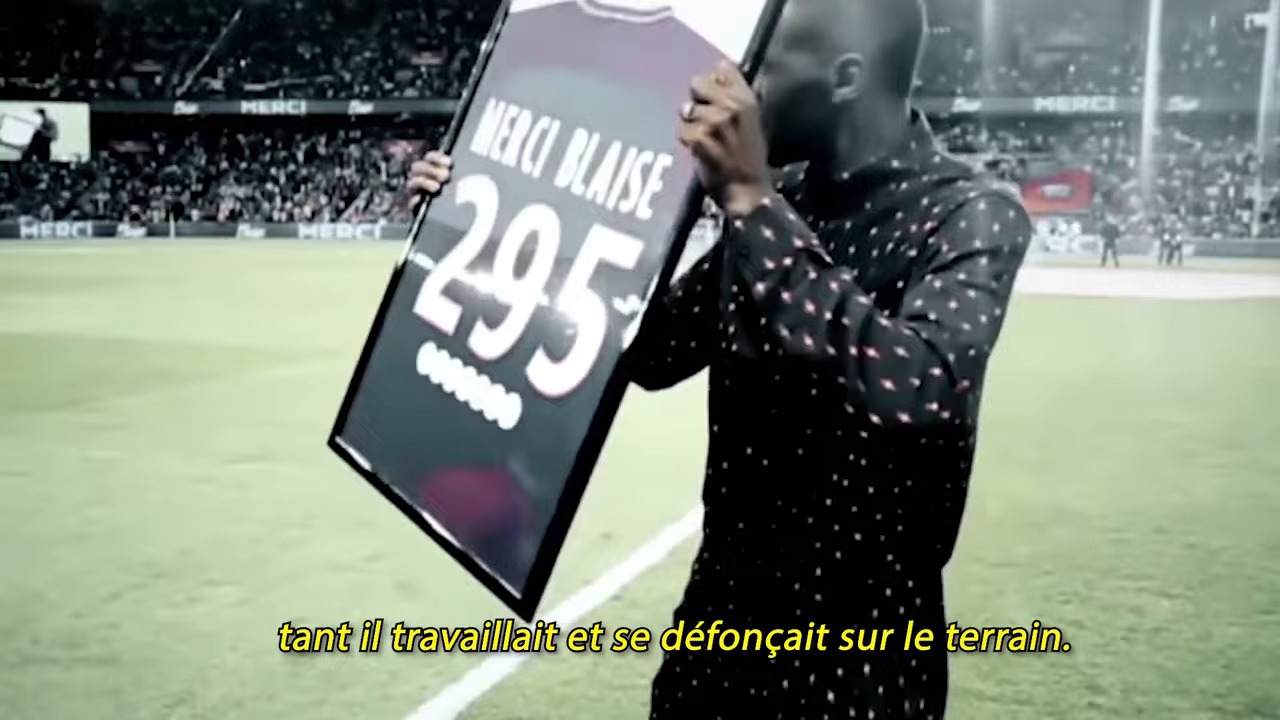 MERCI
MERCI
MERCI BLAISE
295
MERCI
MERCI
tant il travaillait et se défonçait sur le terrain.